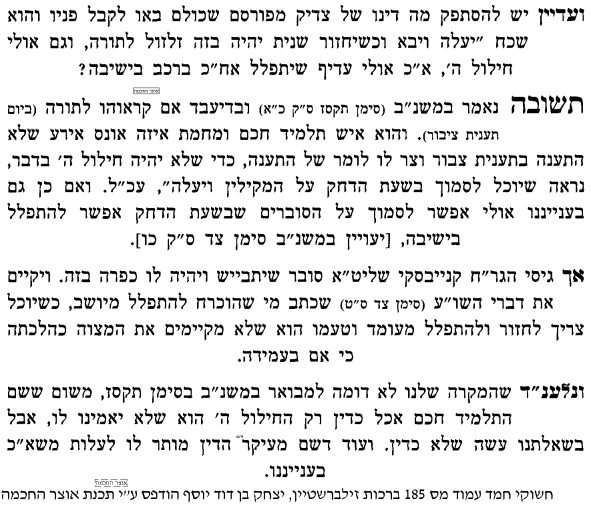 ועדיין יש להסתפק מה דינו של צדיק מפורסם שכולם באו לקבל פניו והוא
שכח "יעלה ויבא וכשיחזור שנית יהיה בזה זלזול לתורה, וגם אולי
חילול ה', א"כ אולי עדיף שיתפלל אח"כ ברכב בישיבה?
אוצר החכמה
תשובה נאמר במשנ"ב (סימן תקסז ס"ק כ"א) ובדיעבד אם קראוהו לתורה (ביום
תענית ציבור). והוא איש תלמיד חכם ומחמת איזה אונס אירע שלא
התענה בתענית צבור וצר לו לומר של התענה, כדי שלא יהיה חילול ה' בדבר,
נראה שיוכל לסמוך בשעת הדחק על המקילין ויעלה", עכ"ל. ואם כן גם
בעניננו אולי אפשר לסמוך על הסוברים שבשעת הדחק אפשר להתפלל
בישיבה, [יעויין במשנ"ב סימן צד ס"ק כו].
אך גיסי הגר"ח קנייבסקי שליט"א סובר שיתבייש ויהיה לו כפרה בזה. ויקיים
את דברי השו"ע (סימן צד ס"ט) שכתב מי שהוכרח להתפלל מיושב, כשיוכל
צריך לחזור ולהתפלל מעומד וטעמו הוא שלא מקיימים את המצוה כהלכתה
כי אם בעמידה.
ונלענ"ד שהמקרה שלנו לא דומה למבואר במשנ"ב בסימן תקסז, משום ששם
התלמיד חכם אכל כדין רק החילול ה' הוא שלא יאמינו לו, אבל
בשאלתנו עשה שלא כדין. ועוד דשם מעיקר הדין מותר לו לעלות משא"כ
בענייננו.
אוצר החכמה
חשוקי חמד עמוד מס 185 ברכות זילברשטיין, יצחק בן דוד יוסף הודפס ע"י תכנת אוצר החכמה